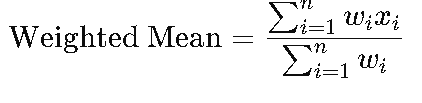 Weighted Mean = \frac{\sum_{i=1}^{n} w_i x_i}{\sum_{i=1}^{n} w_i}